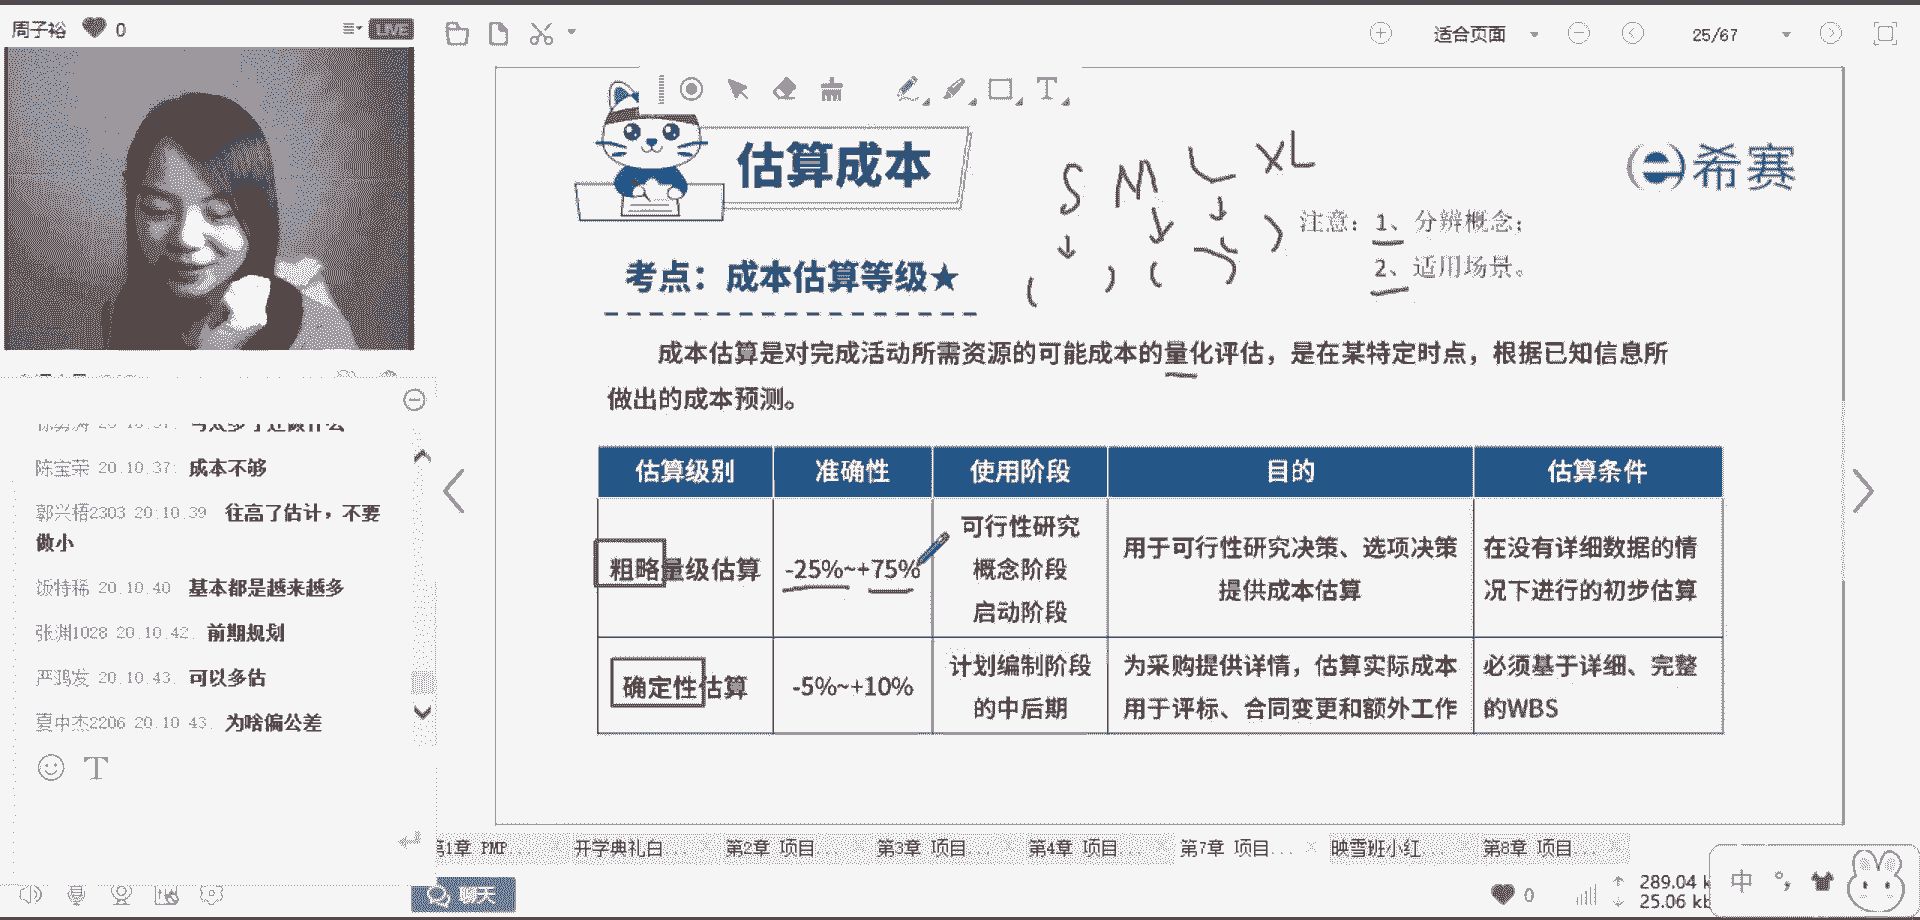 周子裕 0
LIVE
适合页面
25/67
估算成本
S M L XL
希赛
注意：1、分辨概念；
2、适用场景。
考点：成本估算等级★
成本估算是对完成活动所需资源的可能成本的量化评估，是在某特定时点，根据已知信息所
做出的成本预测。
估算级别 准确性 使用阶段 目的 估算条件
粗略量级估算 -25%~+75% 可行性研究 概念阶段 启动阶段 用于可行性研究决策、选项决策提供成本估算 在没有详细数据的情况下进行的初步估算
确定性估算 -5%~+10% 计划编制阶段的中后期 为采购提供详情，估算实际成本用于评标、合同变更和额外工作 必须基于详细、完整的WBS
陈宝荣 20.10.37: 成本不够
郭兴梧2303 20:10.39 往高了估计，不要
做小
饭特稀 20.10.40 基本都是越来越多
张渊1028 20.10.42. 前期规划
严鸿发 20.10.43. 可以多估
夏中杰2206 20.10 43. 为啥偏公差
T
第1章 PMP... 开学典礼白... 第2章 项目... 第3章 项目... 第4章 项目... 第7章 项目... 映雪班小红... 第8章 项目...
聊天
0
289.04 k
25.06 kb
中